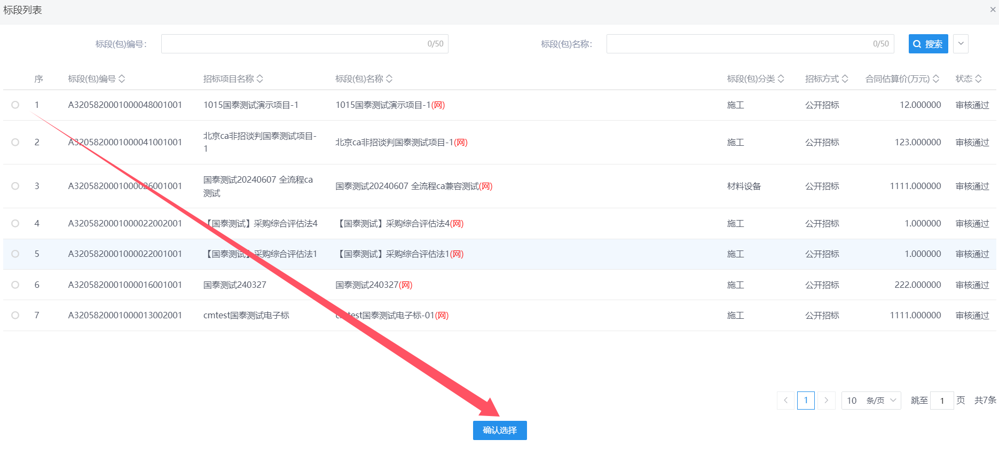 标段列表
标段(包)编号： 0/50 标段(包)名称： 0/50 搜索
序 标段(包)编号 招标项目名称 标段(包)名称 标段(包)分类 招标方式 合同估算价(万元) 状态
1 A3205820001000048001001 1015国泰测试演示项目-1 1015国泰测试演示项目-1(网) 施工 公开招标 12.000000 审核通过
2 A3205820001000041001001 北京ca非招谈判国泰测试项目-1 北京ca非招谈判国泰测试项目-1(网) 施工 公开招标 123.000000 审核通过
3 A3205820001000026001001 国泰测试20240607 全流程ca测试 国泰测试20240607 全流程ca兼容测试(网) 材料设备 公开招标 1111.000000 审核通过
4 A3205820001000022002001 【国泰测试】采购综合评估法4 【国泰测试】采购综合评估法4(网) 施工 公开招标 1.000000 审核通过
5 A3205820001000022001001 【国泰测试】采购综合评估法1 【国泰测试】采购综合评估法1(网) 施工 公开招标 1.000000 审核通过
6 A3205820001000016001001 国泰测试240327 国泰测试240327(网) 施工 公开招标 222.000000 审核通过
7 A3205820001000013002001 cmtest国泰测试电子标 cmtest国泰测试电子标-01(网) 施工 公开招标 1111.000000 审核通过
1 10 条/页 跳至 1 页 共7条
确认选择